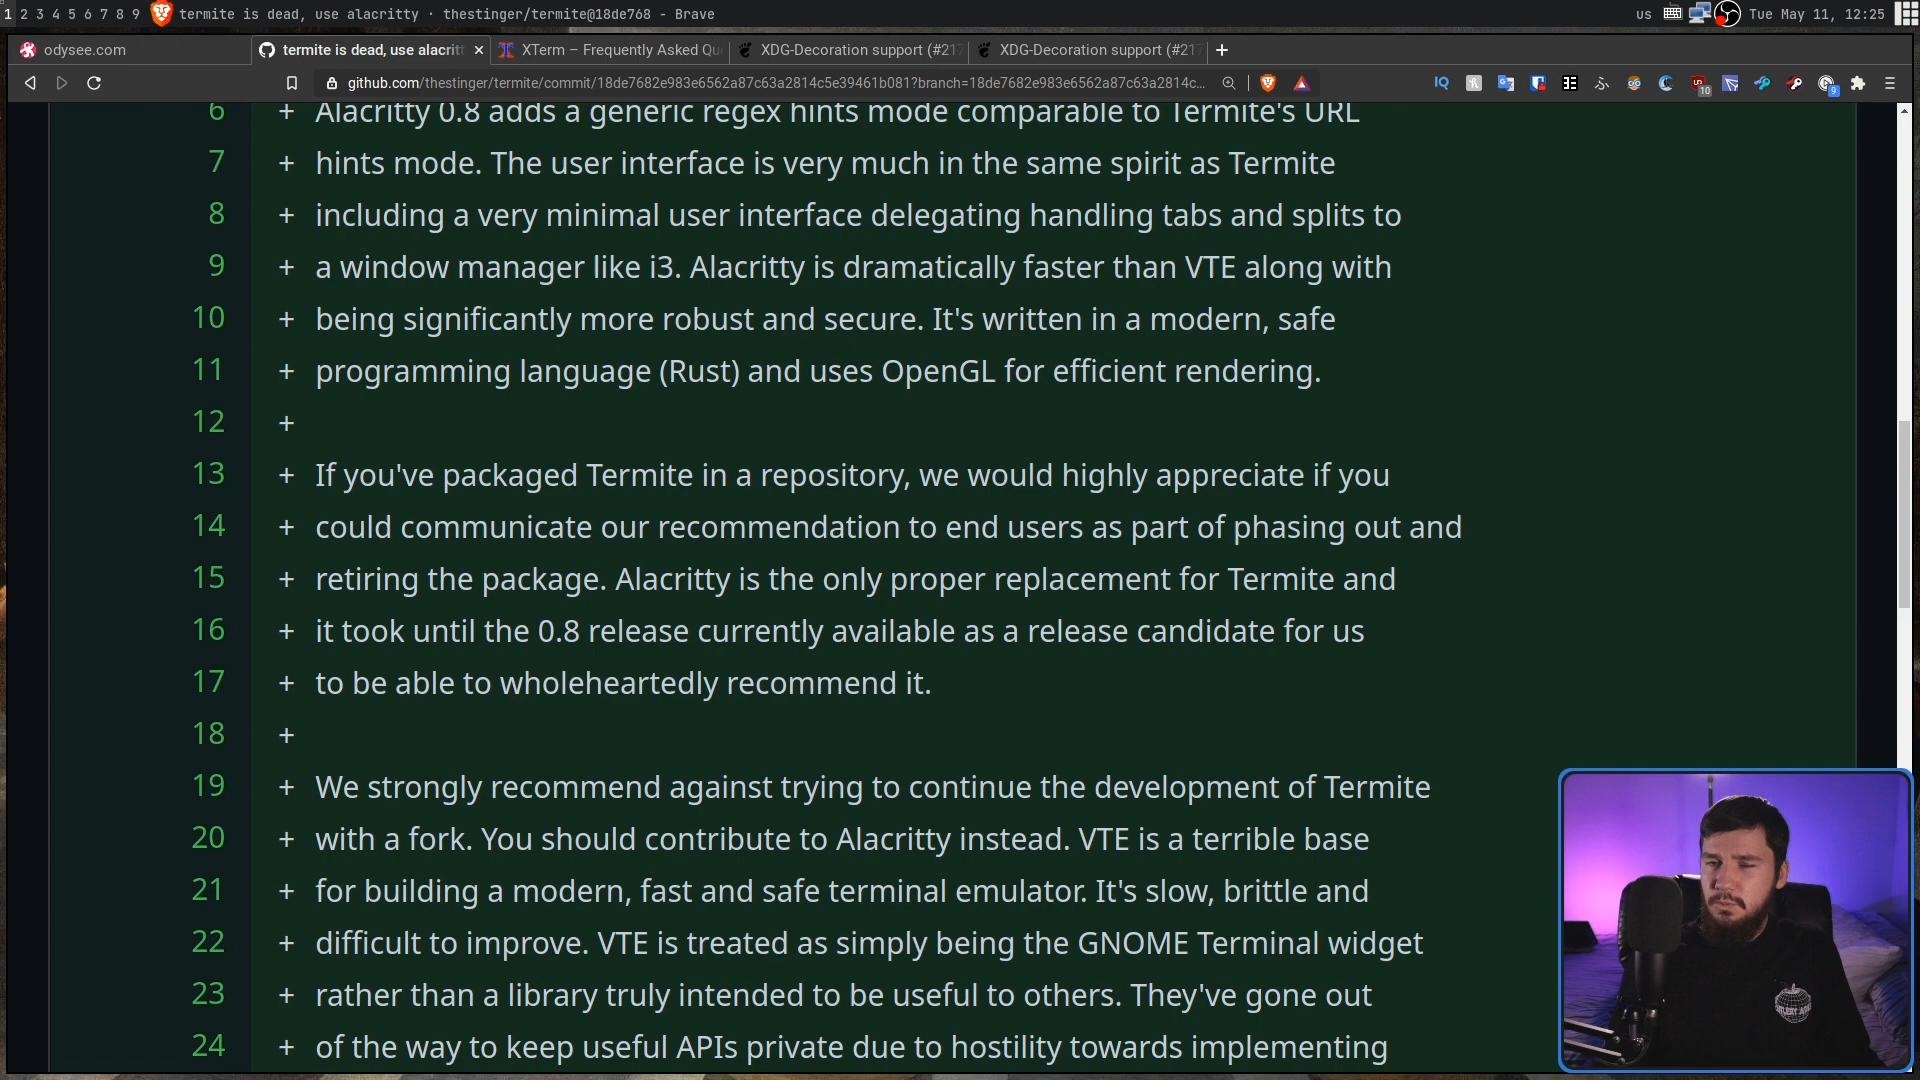 1 2 3 4 5 6 7 8 9 termite is dead, use alacritty · thestinger/termite@18de768 - Brave us Tue May 11, 12:25
odysee.com termite is dead, use alacritt XTerm – Frequently Asked Qu XDG-Decoration support (#217 XDG-Decoration support (#217
github.com/thestinger/termite/commit/18de7682e983e6562a87c63a2814c5e39461b081?branch=18de7682e983e6562a87c63a2814c... IQ 10 9
6 + Alacritty 0.8 adds a generic regex hints mode comparable to Termite's URL
7 + hints mode. The user interface is very much in the same spirit as Termite
8 + including a very minimal user interface delegating handling tabs and splits to
9 + a window manager like i3. Alacritty is dramatically faster than VTE along with
10 + being significantly more robust and secure. It's written in a modern, safe
11 + programming language (Rust) and uses OpenGL for efficient rendering.
12 +
13 + If you've packaged Termite in a repository, we would highly appreciate if you
14 + could communicate our recommendation to end users as part of phasing out and
15 + retiring the package. Alacritty is the only proper replacement for Termite and
16 + it took until the 0.8 release currently available as a release candidate for us
17 + to be able to wholeheartedly recommend it.
18 +
19 + We strongly recommend against trying to continue the development of Termite
20 + with a fork. You should contribute to Alacritty instead. VTE is a terrible base
21 + for building a modern, fast and safe terminal emulator. It's slow, brittle and
22 + difficult to improve. VTE is treated as simply being the GNOME Terminal widget
23 + rather than a library truly intended to be useful to others. They've gone out
24 + of the way to keep useful APIs private due to hostility towards implementing